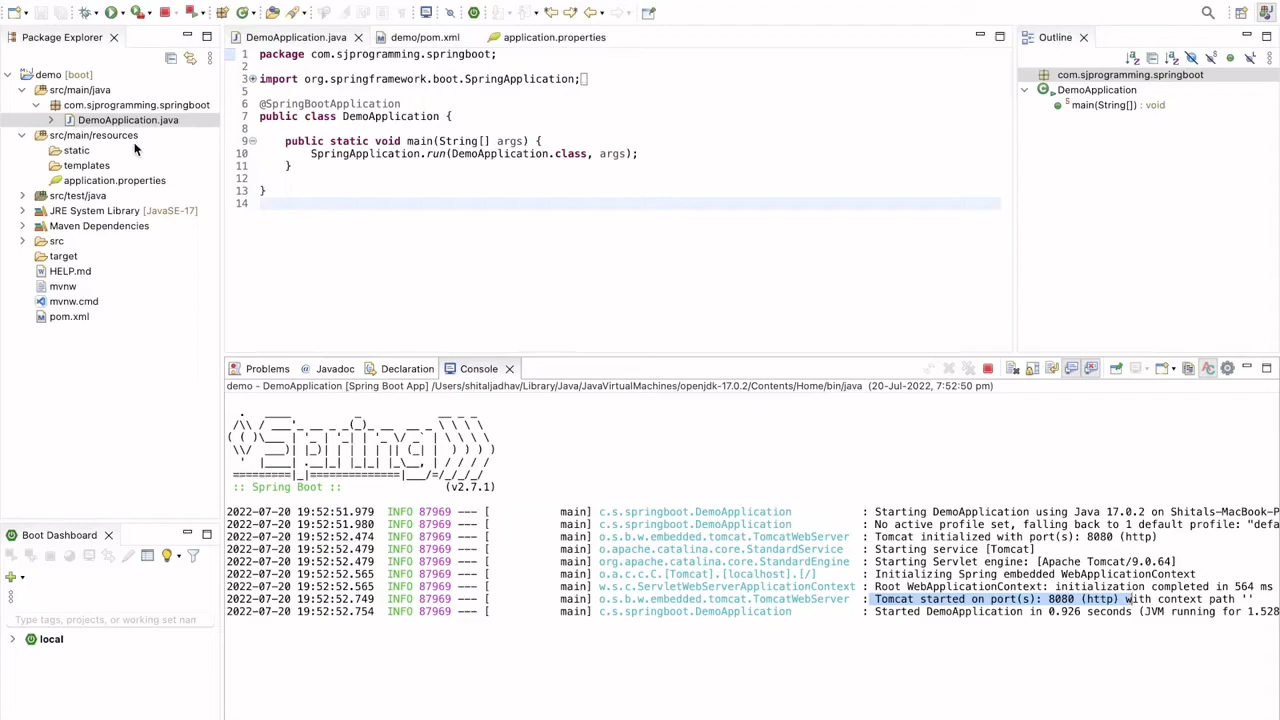 Package Explorer
demo [boot]
src/main/java
com.sjprogramming.springboot
DemoApplication.java
src/main/resources
static
templates
application.properties
src/test/java
JRE System Library [JavaSE-17]
Maven Dependencies
src
target
HELP.md
mvnw
mvnw.cmd
pom.xml
Boot Dashboard
Type tags, projects, or working set nam
local
DemoApplication.java
demo/pom.xml
application.properties
1 package com.sjprogramming.springboot;
2
3 import org.springframework.boot.SpringApplication;
5
6 @SpringBootApplication
7 public class DemoApplication {
8
9 public static void main(String[] args) {
10 SpringApplication.run(DemoApplication.class, args);
11 }
12
13 }
14
Outline
com.sjprogramming.springboot
DemoApplication
main(String[]) : void
Problems @ Javadoc Declaration Console
demo - DemoApplication [Spring Boot App] /Users/shitaljadhav/Library/Java/JavaVirtualMachines/openjdk-17.0.2/Contents/Home/bin/java (20-Jul-2022, 7:52:50 pm)
:: Spring Boot :: (v2.7.1)
2022-07-20 19:52:51.979 INFO 87969 --- [ main] c.s.springboot.DemoApplication : Starting DemoApplication using Java 17.0.2 on Shitals-MacBook-P
2022-07-20 19:52:51.980 INFO 87969 --- [ main] c.s.springboot.DemoApplication : No active profile set, falling back to 1 default profile: "defa
2022-07-20 19:52:52.474 INFO 87969 --- [ main] o.s.b.w.embedded.tomcat.TomcatWebServer : Tomcat initialized with port(s): 8080 (http)
2022-07-20 19:52:52.479 INFO 87969 --- [ main] o.apache.catalina.core.StandardService : Starting service [Tomcat]
2022-07-20 19:52:52.479 INFO 87969 --- [ main] org.apache.catalina.core.StandardEngine : Starting Servlet engine: [Apache Tomcat/9.0.64]
2022-07-20 19:52:52.565 INFO 87969 --- [ main] o.a.c.c.C.[Tomcat].[localhost].[/] : Initializing Spring embedded WebApplicationContext
2022-07-20 19:52:52.565 INFO 87969 --- [ main] w.s.c.ServletWebServerApplicationContext : Root WebApplicationContext: initialization completed in 564 ms
2022-07-20 19:52:52.749 INFO 87969 --- [ main] o.s.b.w.embedded.tomcat.TomcatWebServer : Tomcat started on port(s): 8080 (http) with context path ''
2022-07-20 19:52:52.754 INFO 87969 --- [ main] c.s.springboot.DemoApplication : Started DemoApplication in 0.926 seconds (JVM running for 1.528